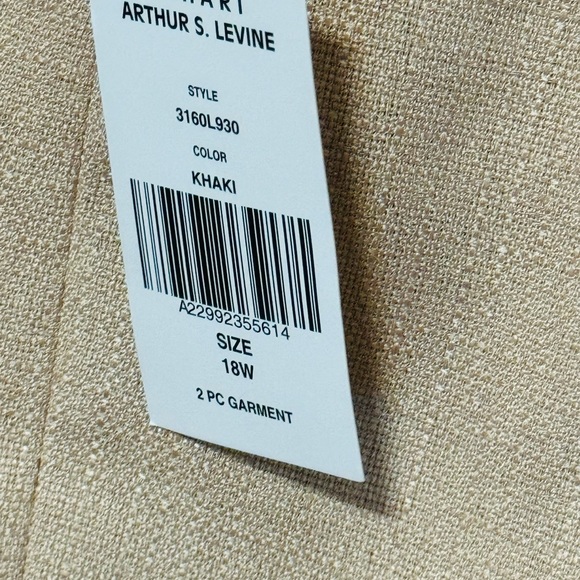 ARTHUR S. LEVINE
STYLE
3160L930
COLOR
KHAKI
A22992355614
SIZE
18W
2 PC GARMENT